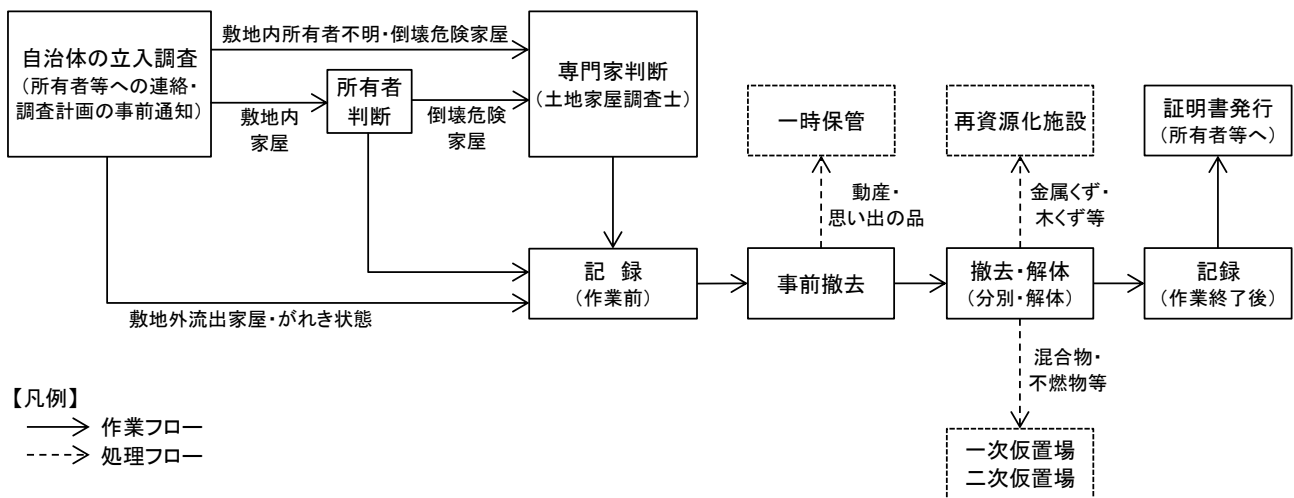 自治体の立入調査
(所有者等への連絡・
調査計画の事前通知)
敷地内所有者不明・倒壊危険家屋
敷地内
家屋
所有者
判断
倒壊危険
家屋
専門家判断
(土地家屋調査士)
一時保管
再資源化施設
証明書発行
(所有者等へ)
動産・
思い出の品
金属くず・
木くず等
記 録
(作業前)
事前撤去
撤去・解体
(分別・解体)
記録
(作業終了後)
敷地外流出家屋・がれき状態
混合物・
不燃物等
一次仮置場
二次仮置場
【凡例】
作業フロー
処理フロー